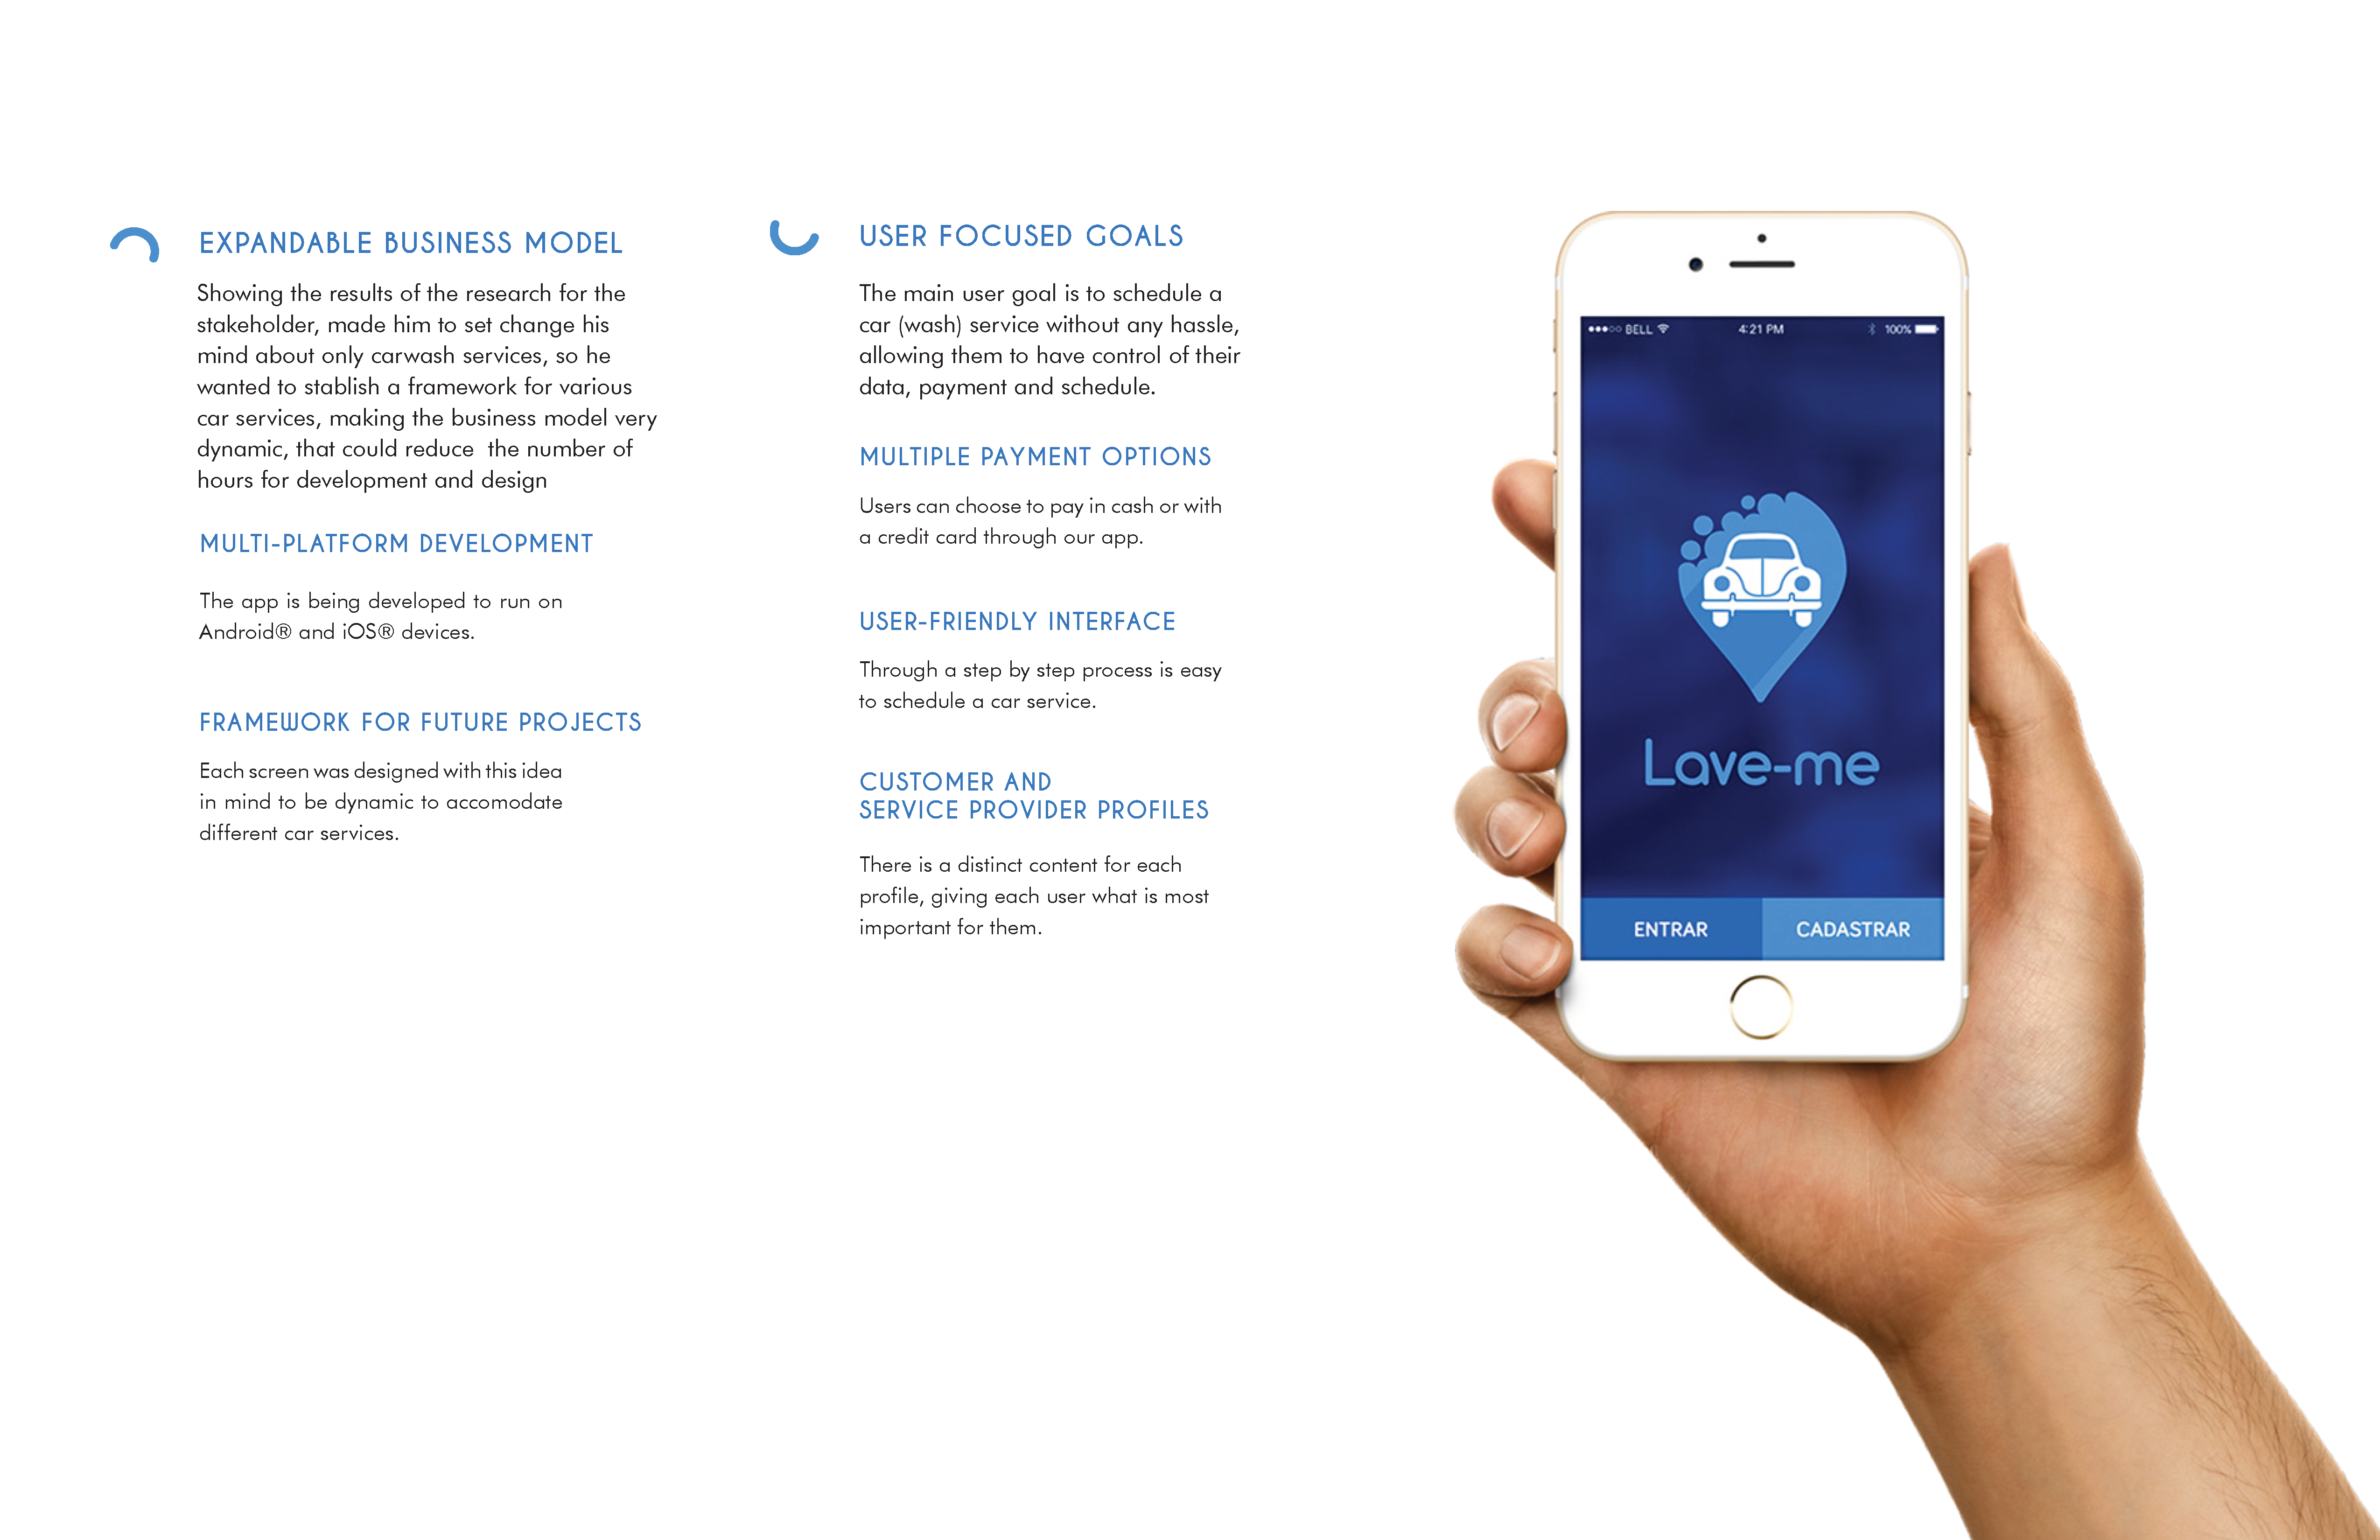 EXPANDABLE BUSINESS MODEL
Showing the results of the research for the
stakeholder, made him to set change his
mind about only carwash services, so he
wanted to stablish a framework for various
car services, making the business model very
dynamic, that could reduce  the number of
hours for development and design
MULTI-PLATFORM DEVELOPMENT
The app is being developed to run on
Android® and iOS® devices.
FRAMEWORK FOR FUTURE PROJECTS
Each screen was designed with this idea
in mind to be dynamic to accomodate
different car services.
USER FOCUSED GOALS
The main user goal is to schedule a
car (wash) service without any hassle,
allowing them to have control of their
data, payment and schedule.
MULTIPLE PAYMENT OPTIONS
Users can choose to pay in cash or with
a credit card through our app.
USER-FRIENDLY INTERFACE
Through a step by step process is easy
to schedule a car service.
CUSTOMER AND
SERVICE PROVIDER PROFILES
There is a distinct content for each
profile, giving each user what is most
important for them.
BELL 4:21 PM 100%
Lave-me
ENTRAR CADASTRAR